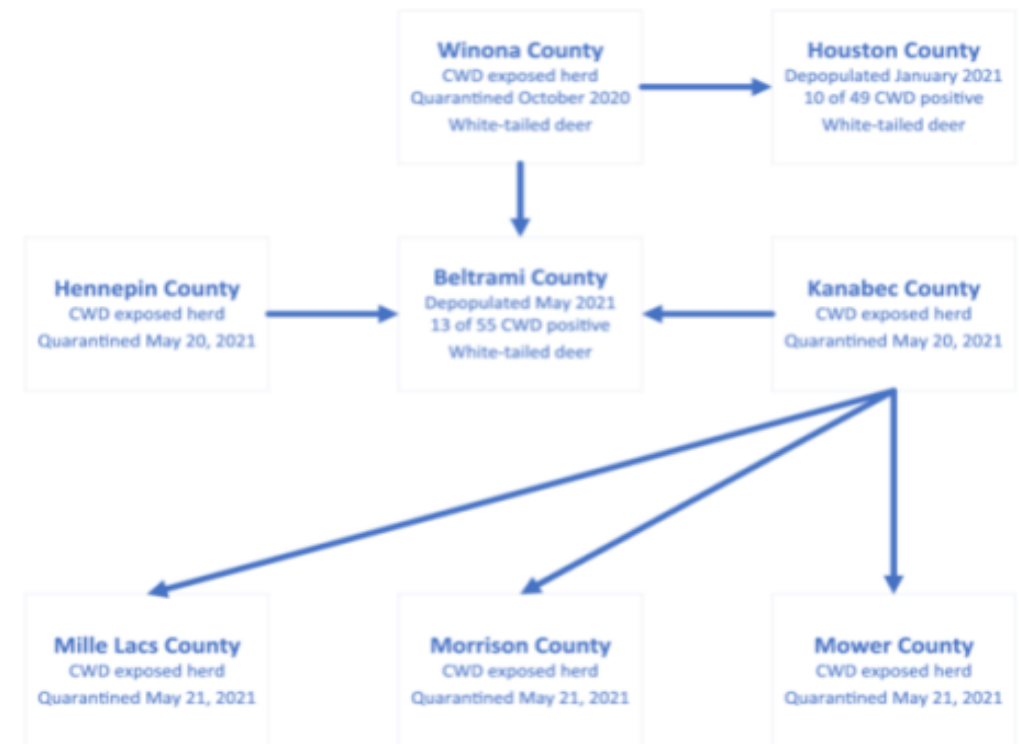 Winona County
CWD exposed herd
Quarantined October 2020
White-tailed deer
Houston County
Depopulated January 2021
10 of 49 CWD positive
White-tailed deer
Hennepin County
CWD exposed herd
Quarantined May 20, 2021
Beltrami County
Depopulated May 2021
13 of 55 CWD positive
White-tailed deer
Kanabec County
CWD exposed herd
Quarantined May 20, 2021
Mille Lacs County
CWD exposed herd
Quarantined May 21, 2021
Morrison County
CWD exposed herd
Quarantined May 21, 2021
Mower County
CWD exposed herd
Quarantined May 21, 2021